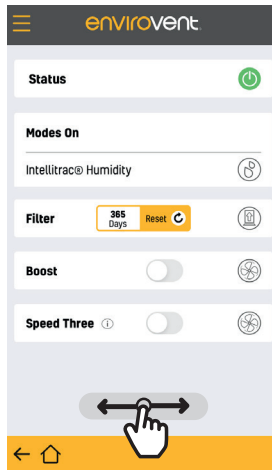 envirovent.
Status
Modes On
Intellitrac® Humidity
Filter
365
Days
Reset
Boost
Speed Three